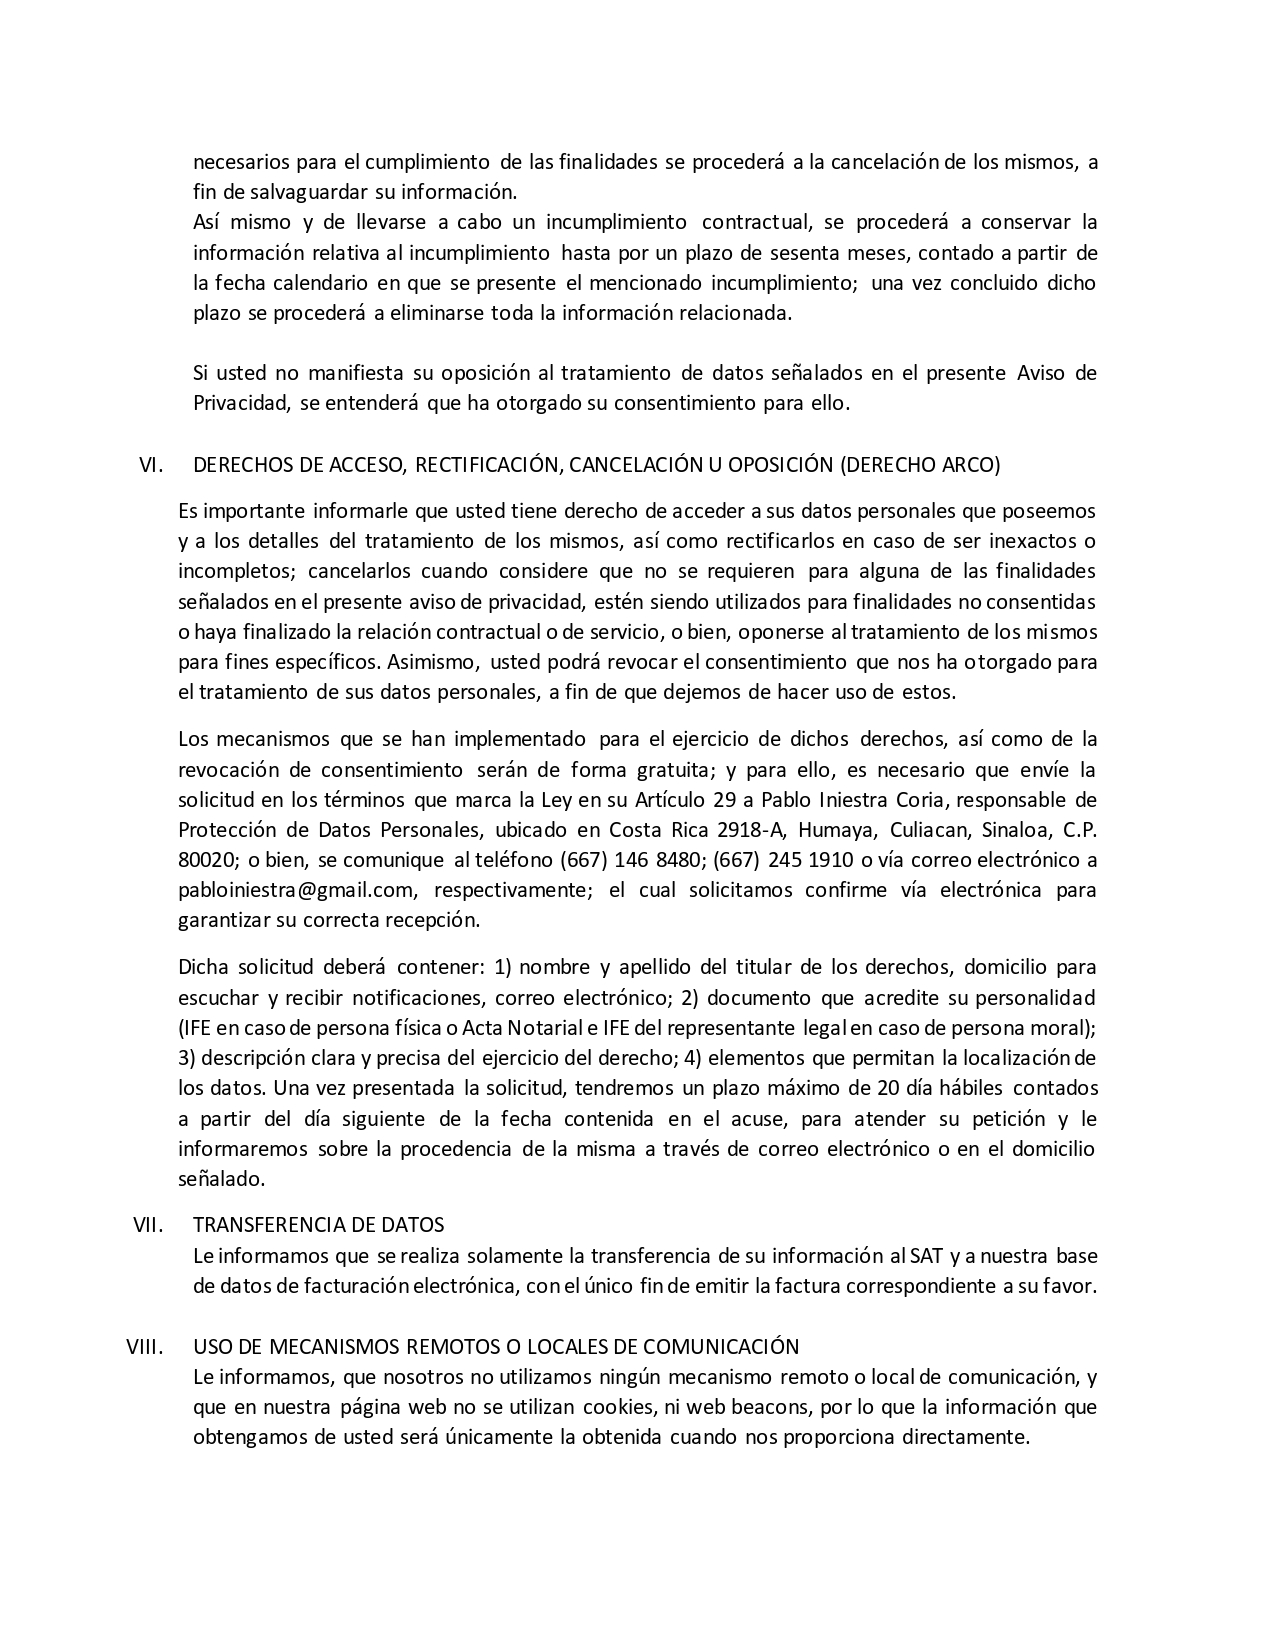 necesarios para el cumplimiento de las finalidades se procederá a la cancelación de los mismos, a
fin de salvaguardar su información.
Así mismo y de llevarse a cabo un incumplimiento contractual, se procederá a conservar la
información relativa al incumplimiento hasta por un plazo de sesenta meses, contado a partir de
la fecha calendario en que se presente el mencionado incumplimiento; una vez concluido dicho
plazo se procederá a eliminarse toda la información relacionada.
Si usted no manifiesta su oposición al tratamiento de datos señalados en el presente Aviso de
Privacidad, se entenderá que ha otorgado su consentimiento para ello.
VI. DERECHOS DE ACCESO, RECTIFICACIÓN, CANCELACIÓN U OPOSICIÓN (DERECHO ARCO)
Es importante informarle que usted tiene derecho de acceder a sus datos personales que poseemos
y a los detalles del tratamiento de los mismos, así como rectificarlos en caso de ser inexactos o
incompletos; cancelarlos cuando considere que no se requieren para alguna de las finalidades
señalados en el presente aviso de privacidad, estén siendo utilizados para finalidades no consentidas
o haya finalizado la relación contractual o de servicio, o bien, oponerse al tratamiento de los mismos
para fines específicos. Asimismo, usted podrá revocar el consentimiento que nos ha otorgado para
el tratamiento de sus datos personales, a fin de que dejemos de hacer uso de estos.
Los mecanismos que se han implementado para el ejercicio de dichos derechos, así como de la
revocación de consentimiento serán de forma gratuita; y para ello, es necesario que envíe la
solicitud en los términos que marca la Ley en su Artículo 29 a Pablo Iniestra Coria, responsable de
Protección de Datos Personales, ubicado en Costa Rica 2918-A, Humaya, Culiacan, Sinaloa, C.P.
80020; o bien, se comunique al teléfono (667) 146 8480; (667) 245 1910 o vía correo electrónico a
pabloiniestra@gmail.com, respectivamente; el cual solicitamos confirme vía electrónica para
garantizar su correcta recepción.
Dicha solicitud deberá contener: 1) nombre y apellido del titular de los derechos, domicilio para
escuchar y recibir notificaciones, correo electrónico; 2) documento que acredite su personalidad
(IFE en caso de persona física o Acta Notarial e IFE del representante legal en caso de persona moral);
3) descripción clara y precisa del ejercicio del derecho; 4) elementos que permitan la localización de
los datos. Una vez presentada la solicitud, tendremos un plazo máximo de 20 día hábiles contados
a partir del día siguiente de la fecha contenida en el acuse, para atender su petición y le
informaremos sobre la procedencia de la misma a través de correo electrónico o en el domicilio
señalado.
VII. TRANSFERENCIA DE DATOS
Le informamos que se realiza solamente la transferencia de su información al SAT y a nuestra base
de datos de facturación electrónica, con el único fin de emitir la factura correspondiente a su favor.
VIII. USO DE MECANISMOS REMOTOS O LOCALES DE COMUNICACIÓN
Le informamos, que nosotros no utilizamos ningún mecanismo remoto o local de comunicación, y
que en nuestra página web no se utilizan cookies, ni web beacons, por lo que la información que
obtengamos de usted será únicamente la obtenida cuando nos proporciona directamente.